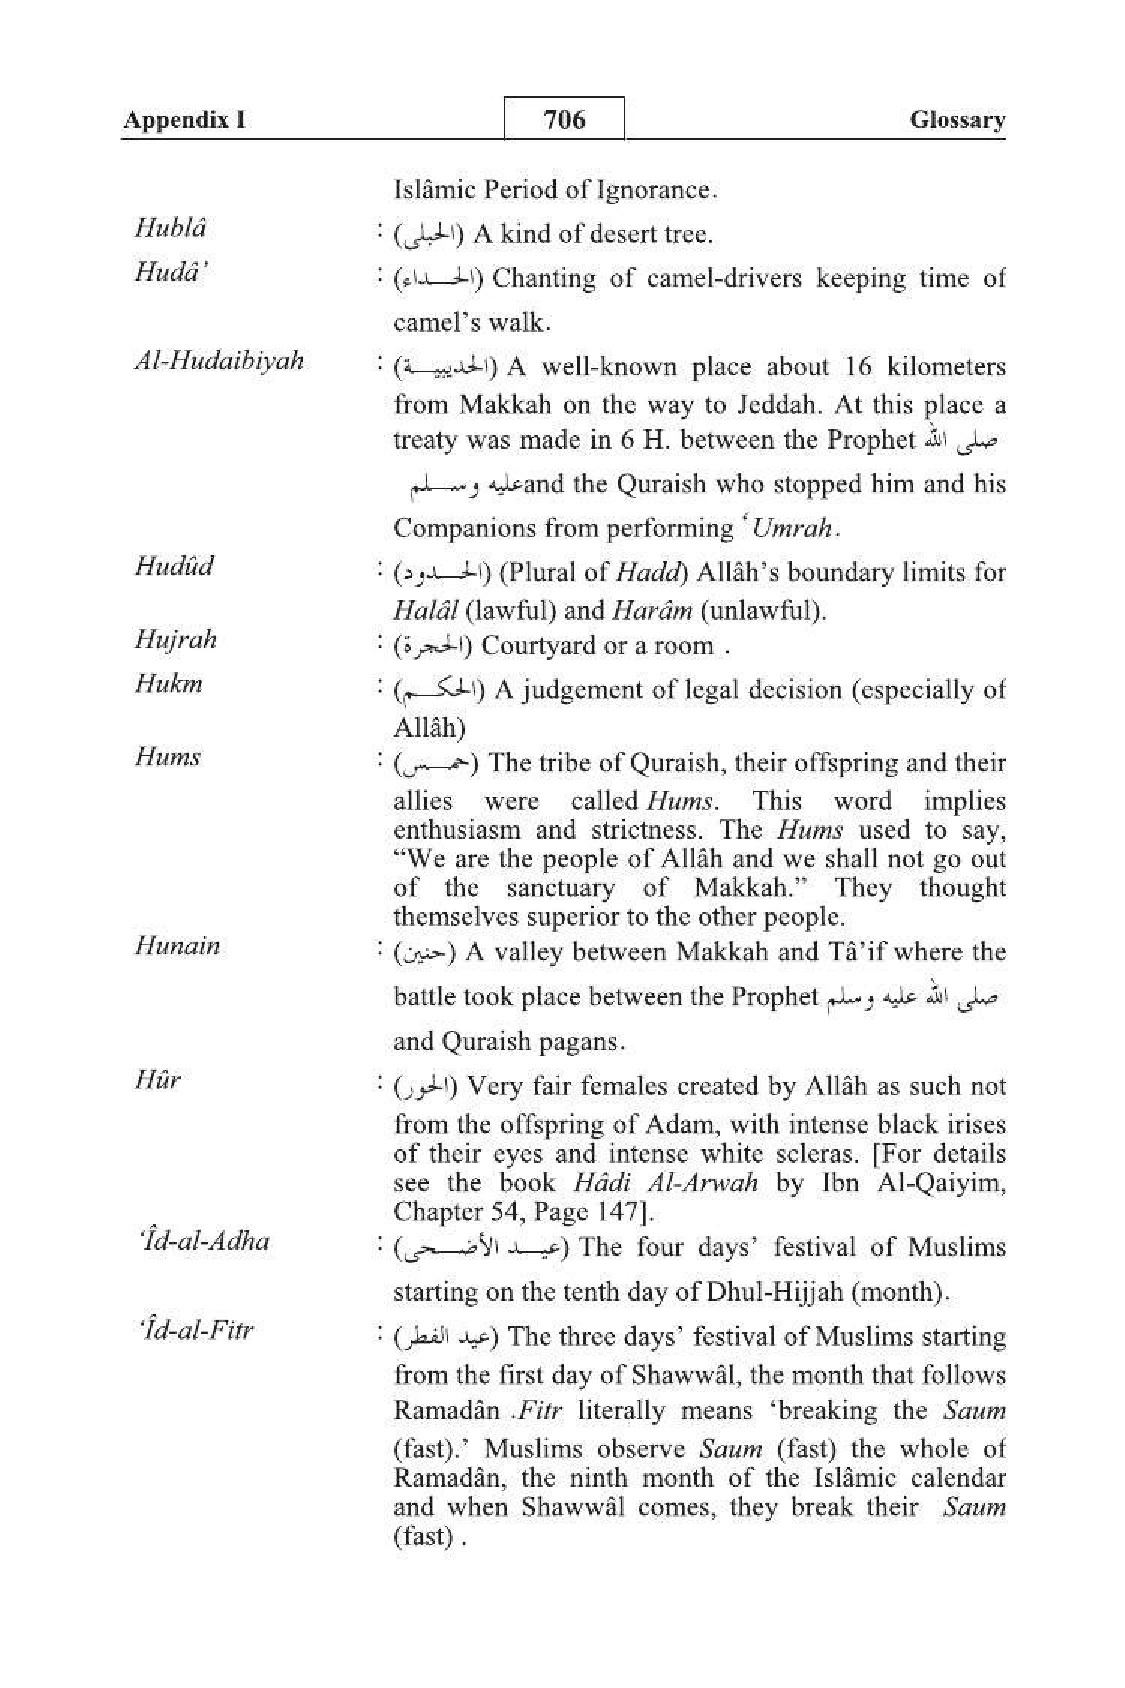 Appendix I 706 Glossary
Islâmic Period of Ignorance.
Hublâ : (الحبلى) A kind of desert tree.
Hudâ’ : (الحـــداء) Chanting of camel-drivers keeping time of
camel’s walk.
Al-Hudaibiyah : (الحديبيـــة) A well-known place about 16 kilometers
from Makkah on the way to Jeddah. At this place a
treaty was made in 6 H. between the Prophet صلى الله
عليه وســلم and the Quraish who stopped him and his
Companions from performing ‘Umrah.
Hudûd : (الحـــدود) (Plural of Hadd) Allâh’s boundary limits for
Halâl (lawful) and Harâm (unlawful).
Hujrah : (الحجرة) Courtyard or a room .
Hukm : (الحكـــم) A judgement of legal decision (especially of
Allâh)
Hums : (حمـــس) The tribe of Quraish, their offspring and their
allies were called Hums. This word implies
enthusiasm and strictness. The Hums used to say,
“We are the people of Allâh and we shall not go out
of the sanctuary of Makkah.” They thought
themselves superior to the other people.
Hunain : (حنين) A valley between Makkah and Tâ’if where the
battle took place between the Prophet صلى الله عليه وسلم
and Quraish pagans.
Hûr : (الحور) Very fair females created by Allâh as such not
from the offspring of Adam, with intense black irises
of their eyes and intense white scleras. [For details
see the book Hâdi Al-Arwah by Ibn Al-Qaiyim,
Chapter 54, Page 147].
‘Îd-al-Adha : (عيـــد الأضـــحى) The four days’ festival of Muslims
starting on the tenth day of Dhul-Hijjah (month).
‘Îd-al-Fitr : (عيد الفطر) The three days’ festival of Muslims starting
from the first day of Shawwâl, the month that follows
Ramadân .Fitr literally means ‘breaking the Saum
(fast).’ Muslims observe Saum (fast) the whole of
Ramadân, the ninth month of the Islâmic calendar
and when Shawwâl comes, they break their Saum
(fast) .